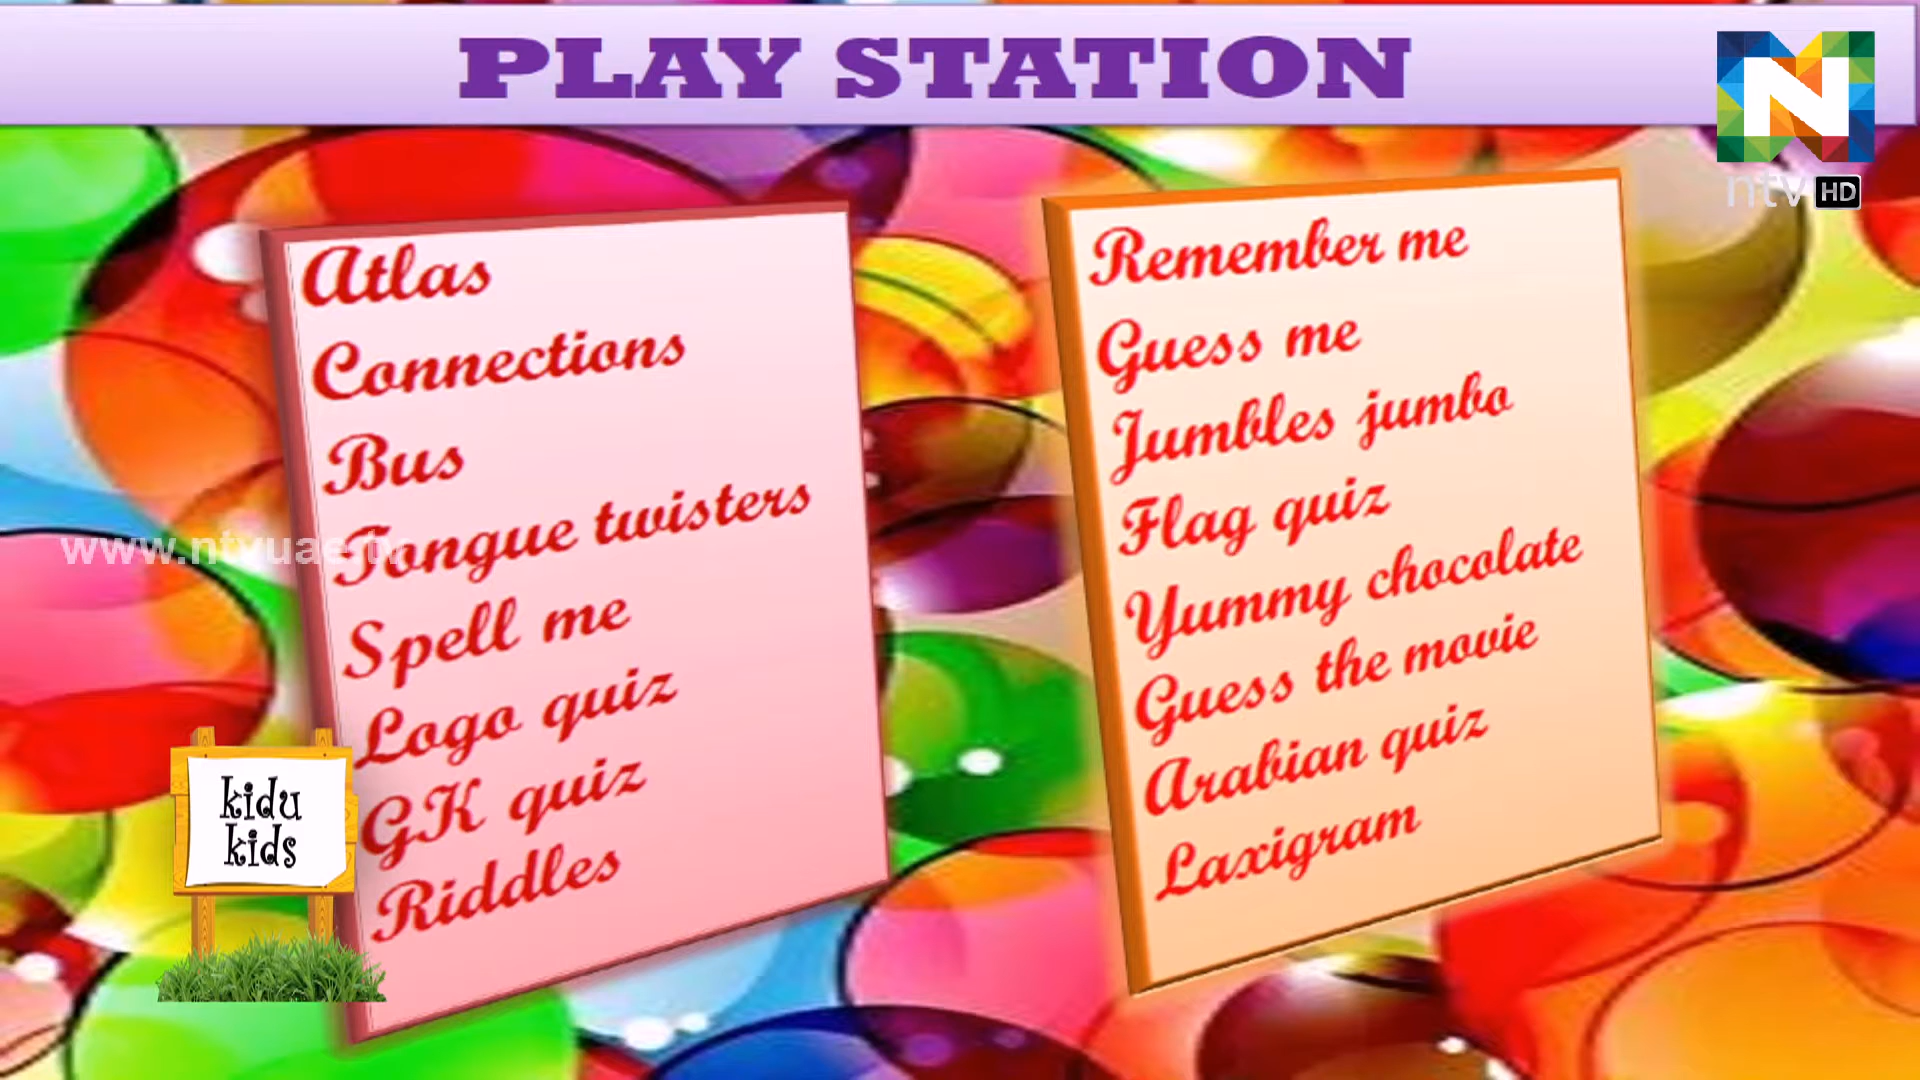 PLAY STATION
N
ntv HD
Atlas
Connections
Bus
Tongue twisters
Spell me
Logo quiz
GK quiz
Riddles
Remember me
Guess me
Jumbles jumbo
Flag quiz
Yummy chocolate
Guess the movie
Arabian quiz
Laxigram
www.ntvuae.tv
kidu
kids